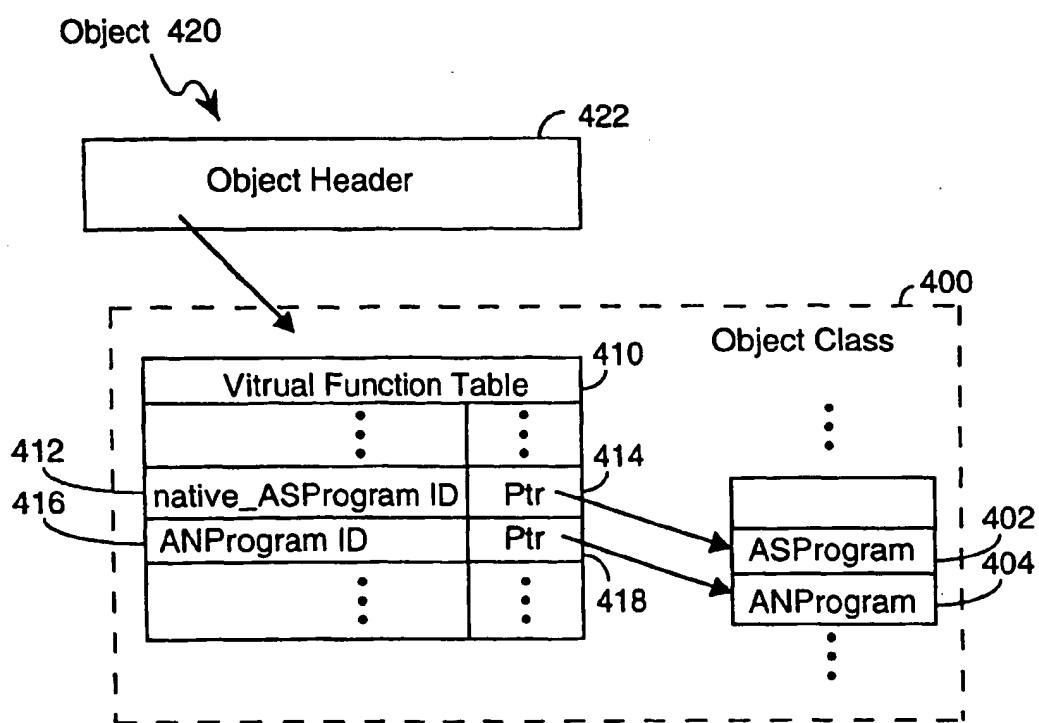 Object 420
422
Object Header
400
Object Class
410
Vitrual Function Table
412
native_ASProgram ID
Ptr
414
416
ANProgram ID
Ptr
418
ASProgram
402
ANProgram
404